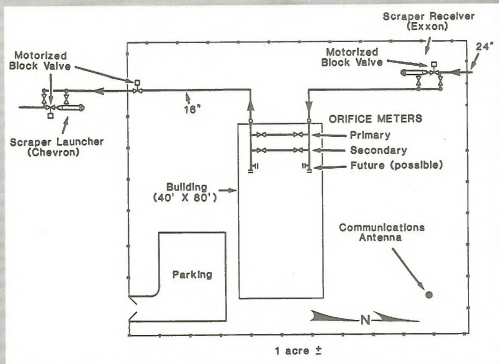 Scraper Receiver
(Exxon)
Motorized
Block Valve
24"
Motorized
Block Valve
16"
Scraper Launcher
(Chevron)
ORIFICE METERS
Primary
Secondary
Future (possible)
Building
(40' X 80')
Communications
Antenna
Parking
N
1 acre ±